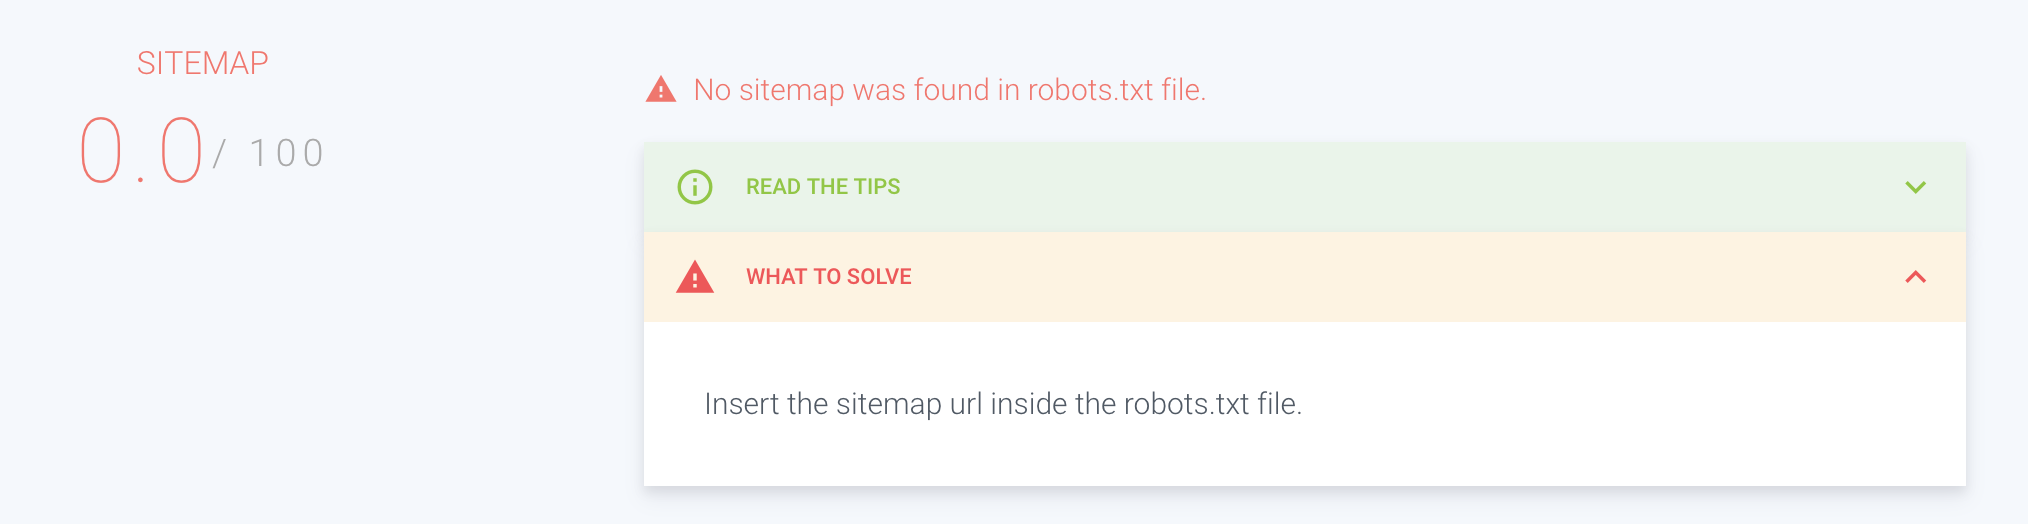 SITEMAP
0.0 / 100
No sitemap was found in robots.txt file.
READ THE TIPS
WHAT TO SOLVE
Insert the sitemap url inside the robots.txt file.